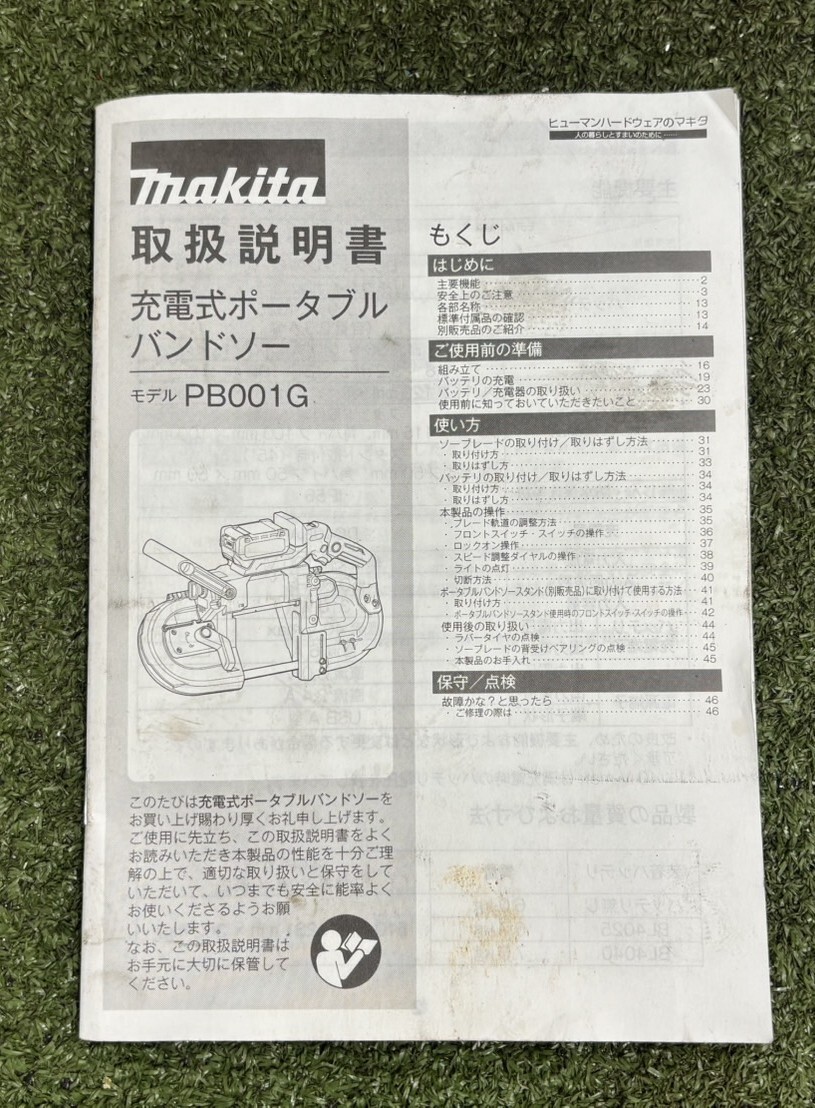 makita
取扱説明書
充電式ポータブル
バンドソー
モデル PB001G
このたびは充電式ポータブルバンドソーを
お買い上げ賜わり厚くお礼申し上げます。
ご使用に先立ち、この取扱説明書をよく
お読みいただき本製品の性能を十分ご理
解の上で、適切な取り扱いと保守をして
いただいて、いつまでも安全に能率よく
お使いくださるようお願
いいたします。
なお、この取扱説明書は
お手元に大切に保管して
ください。
ヒューマンハードウェアのマキタ
人の暮らしとすまいのために……
もくじ
はじめに
主要機能 2
安全上のご注意 3
各部名称 13
標準付属品の確認 13
別販売品のご紹介 14
ご使用前の準備
組み立て 16
バッテリの充電 19
バッテリ／充電器の取り扱い 23
使用前に知っておいていただきたいこと 30
使い方
ソーブレードの取り付け／取りはずし方法 31
・取り付け方 31
・取りはずし方 33
バッテリの取り付け／取りはずし方法 34
・取り付け方 34
・取りはずし方 34
本製品の操作 35
・ブレード軌道の調整方法 35
・フロントスイッチ・スイッチの操作 36
・ロックオン操作 37
・スピード調整ダイヤルの操作 38
・ライトの点灯 39
・切断方法 40
ポータブルバンドソースタンド（別販売品）に取り付けて使用する方法 41
・取り付け方 41
・ポータブルバンドソースタンド使用時のフロントスイッチ・スイッチの操作 42
使用後の取り扱い 44
・ラバータイヤの点検 44
・ソーブレードの背受けベアリングの点検 45
・本製品のお手入れ 45
保守／点検
故障かな？と思ったら 46
・ご修理の際は 46